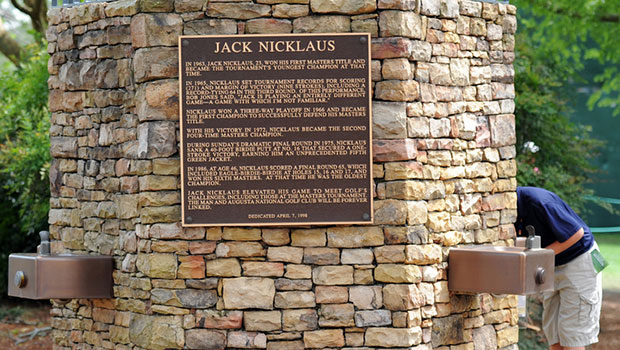 JACK NICKLAUS
IN 1963, JACK NICKLAUS, 23, WON HIS FIRST MASTERS TITLE AND
BECAME THE TOURNAMENT'S YOUNGEST CHAMPION AT THAT
TIME.
IN 1965, NICKLAUS SET TOURNAMENT RECORDS FOR SCORING
(271) AND MARGIN OF VICTORY (NINE STROKES), INCLUDING A
RECORD-TYING 64 IN THE THIRD ROUND. OF THIS PERFORMANCE,
BOB JONES SAID, "JACK IS PLAYING AN ENTIRELY DIFFERENT
GAME—A GAME WITH WHICH I'M NOT FAMILIAR."
NICKLAUS WON A THREE-WAY PLAYOFF IN 1966 AND BECAME
THE FIRST CHAMPION TO SUCCESSFULLY DEFEND HIS MASTERS
TITLE.
WITH HIS VICTORY IN 1972, NICKLAUS BECAME THE SECOND
FOUR-TIME MASTERS CHAMPION.
DURING SUNDAY'S DRAMATIC FINAL ROUND IN 1975, NICKLAUS
SANK A 40-FOOT BIRDIE PUTT AT NO. 16 THAT SECURED A ONE
STROKE VICTORY, EARNING HIM AN UNPRECEDENTED FIFTH
GREEN JACKET.
IN 1986, AT AGE 46, NICKLAUS SCORED A FINAL ROUND 65, WHICH
INCLUDED EAGLE-BIRDIE-BIRDIE AT HOLES 15, 16 AND 17, AND
WON HIS SIXTH MASTERS. AT THAT TIME HE WAS THE OLDEST
CHAMPION.
JACK NICKLAUS ELEVATED HIS GAME TO MEET GOLF'S
CHALLENGES, INCLUDING THOSE AT THE MASTERS TOURNAMENT.
THE MAN AND AUGUSTA NATIONAL GOLF CLUB WILL BE FOREVER
LINKED.
DEDICATED APRIL 7, 1998